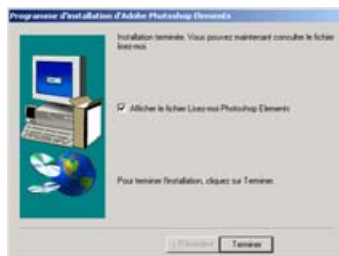 Programme d'installation d'Adobe Photoshop Elements
Installation terminée. Vous pouvez maintenant consulter le fichier
lisez-moi.
Afficher le fichier Lisez-moi Photoshop Elements
Pour terminer l'installation, cliquez sur Terminer.
< Précédent
Terminer